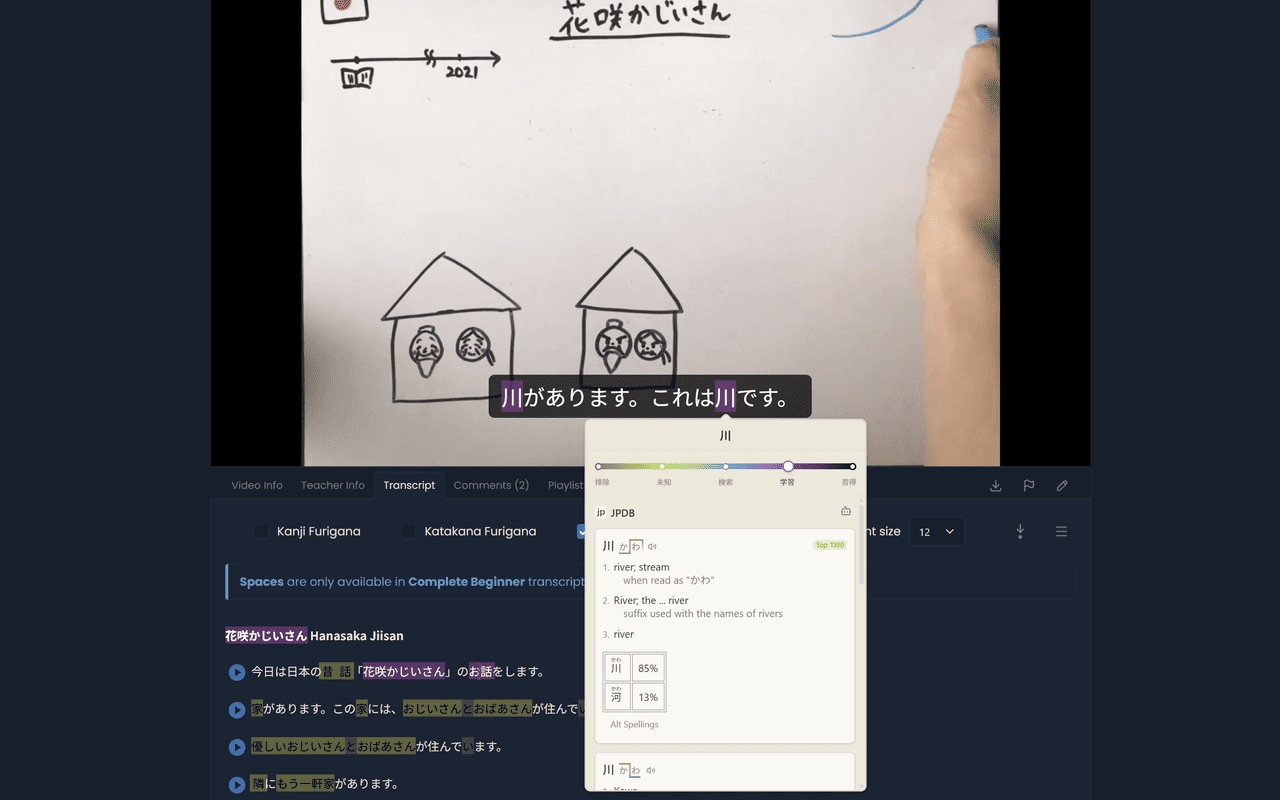 花咲かじいさん
2021
川があります。これは川です。
川
排除 未知 検索 学習 習得
Video Info Teacher Info Transcript Comments (2) Playlist
jp JPDB
Kanji Furigana Katakana Furigana nt size 12
川 かわ Top 1100
1. river; stream
when read as "かわ"
2. River; the ... river
suffix used with the names of rivers
3. river
かわ
川 85%
かわ
河 13%
Alt Spellings
川 かわ
Spaces are only available in Complete Beginner transcript
花咲かじいさん Hanasaka Jiisan
今日は日本の昔 話「花咲かじいさん」のお話をします。
家があります。この家には、おじいさんとおばあさんが住んで
優しいおじいさんとおばあさんが住んでいます。
隣にもう一軒家があります。